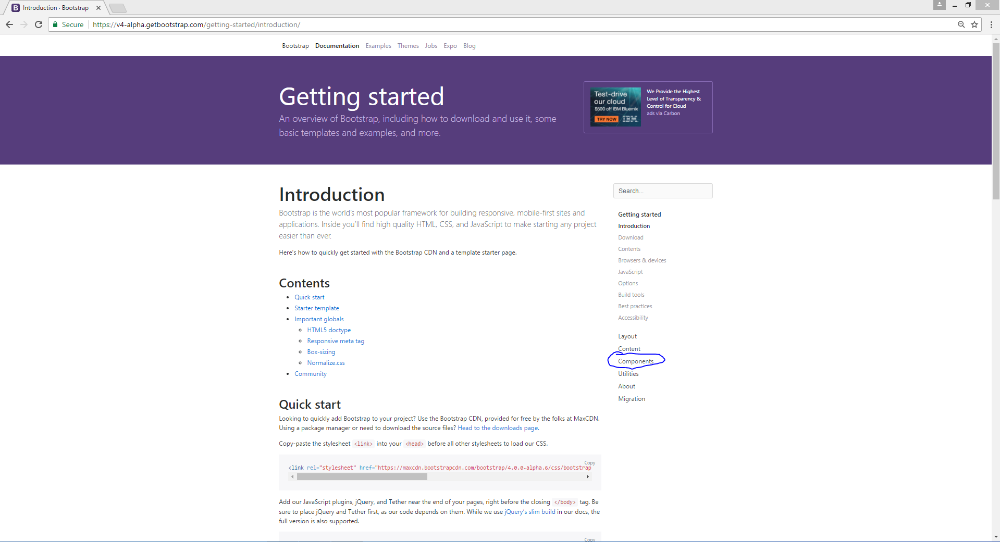 Introduction · Bootstrap
Secure https://v4-alpha.getbootstrap.com/getting-started/introduction/
Bootstrap Documentation Examples Themes Jobs Expo Blog
Getting started
An overview of Bootstrap, including how to download and use it, some
basic templates and examples, and more.
Test-drive
our cloud
$500 off IBM Bluemix
TRY NOW IBM
We Provide the Highest
Level of Transparency &
Control for Cloud
ads via Carbon
Introduction
Bootstrap is the world's most popular framework for building responsive, mobile-first sites and
applications. Inside you'll find high quality HTML, CSS, and JavaScript to make starting any project
easier than ever.
Here's how to quickly get started with the Bootstrap CDN and a template starter page.
Contents
Quick start
Starter template
Important globals
HTML5 doctype
Responsive meta tag
Box-sizing
Normalize.css
Community
Quick start
Looking to quickly add Bootstrap to your project? Use the Bootstrap CDN, provided for free by the folks at MaxCDN.
Using a package manager or need to download the source files? Head to the downloads page.
Copy-paste the stylesheet <link> into your <head> before all other stylesheets to load our CSS.
Copy
<link rel="stylesheet" href="https://maxcdn.bootstrapcdn.com/bootstrap/4.0.0-alpha.6/css/bootstrap
Add our JavaScript plugins, jQuery, and Tether near the end of your pages, right before the closing </body> tag. Be
sure to place jQuery and Tether first, as our code depends on them. While we use jQuery's slim build in our docs, the
full version is also supported.
Copy
Search...
Getting started
Introduction
Download
Contents
Browsers & devices
JavaScript
Options
Build tools
Best practices
Accessibility
Layout
Content
Components
Utilities
About
Migration